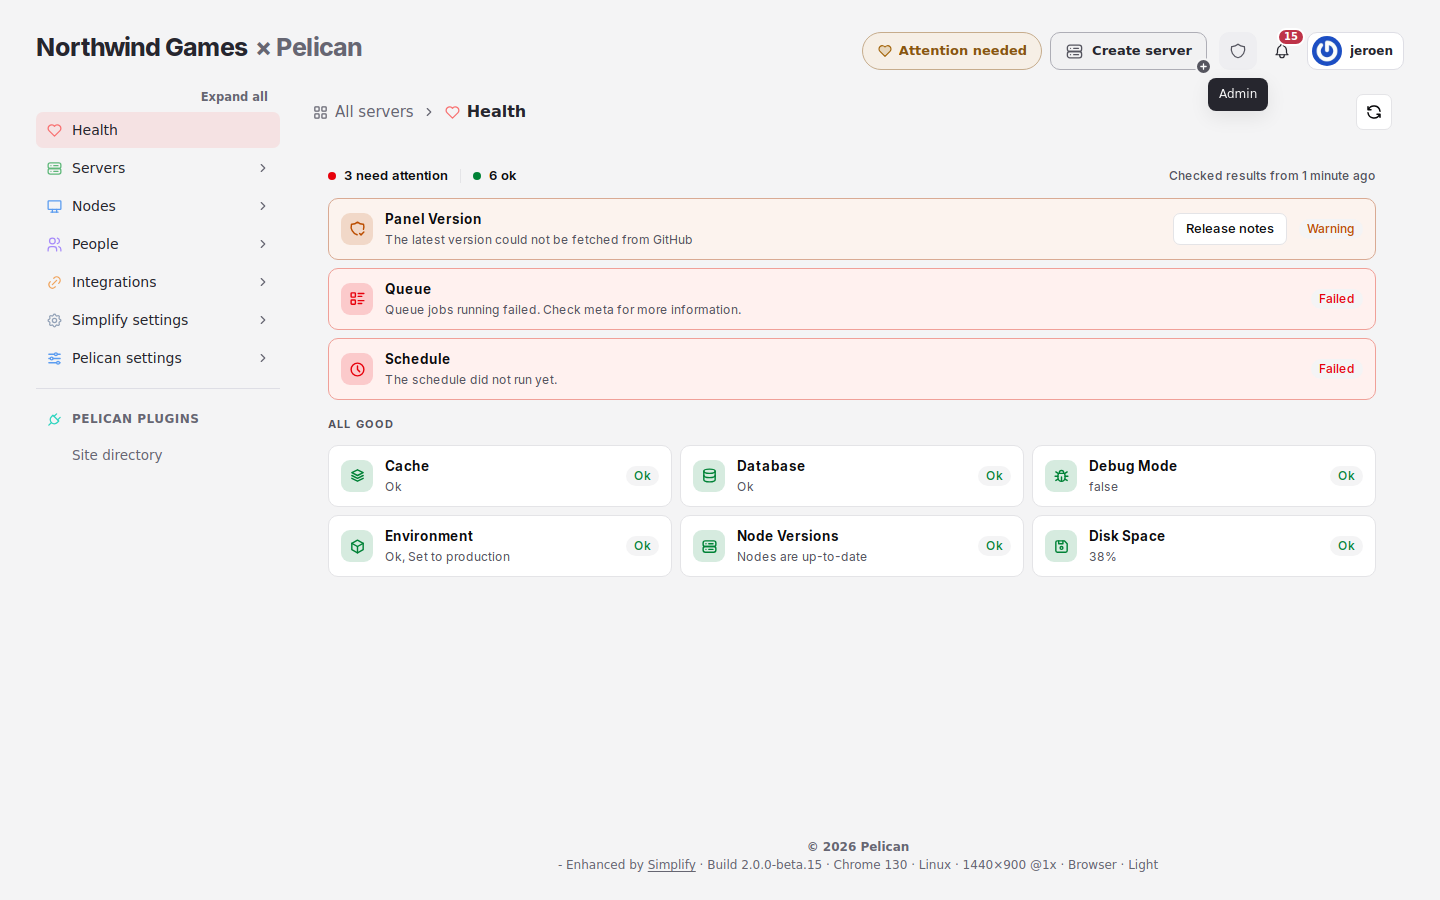 Northwind Games × Pelican
Attention needed
Create server
15
jeroen
Admin
Expand all
Health
Servers
Nodes
People
Integrations
Simplify settings
Pelican settings
PELICAN PLUGINS
Site directory
All servers > Health
3 need attention
6 ok
Checked results from 1 minute ago
Panel Version
The latest version could not be fetched from GitHub
Release notes
Warning
Queue
Queue jobs running failed. Check meta for more information.
Failed
Schedule
The schedule did not run yet.
Failed
ALL GOOD
Cache
Ok
Ok
Database
Ok
Ok
Debug Mode
false
Ok
Environment
Ok, Set to production
Ok
Node Versions
Nodes are up-to-date
Ok
Disk Space
38%
Ok
© 2026 Pelican
- Enhanced by Simplify · Build 2.0.0-beta.15 · Chrome 130 · Linux · 1440×900 @1x · Browser · Light